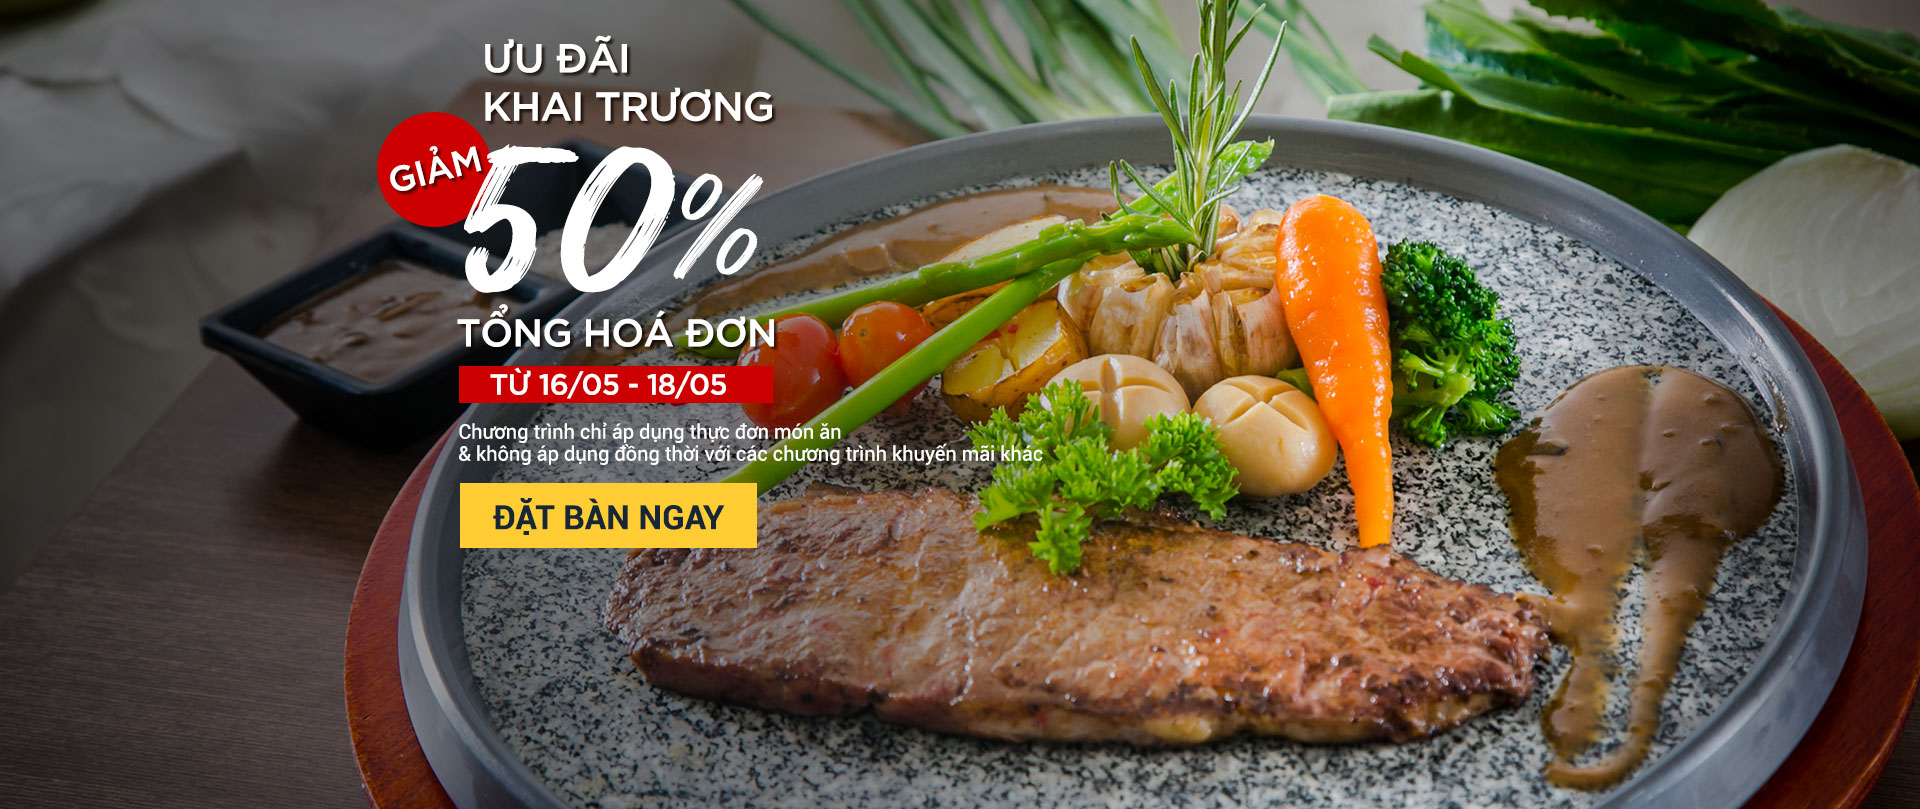 ƯU ĐÃI
KHAI TRƯƠNG
GIẢM
50%
TỔNG HOÁ ĐƠN
TỪ 16/05 - 18/05
Chương trình chỉ áp dụng thực đơn món ăn
& không áp dụng đồng thời với các chương trình khuyến mãi khác
ĐẶT BÀN NGAY